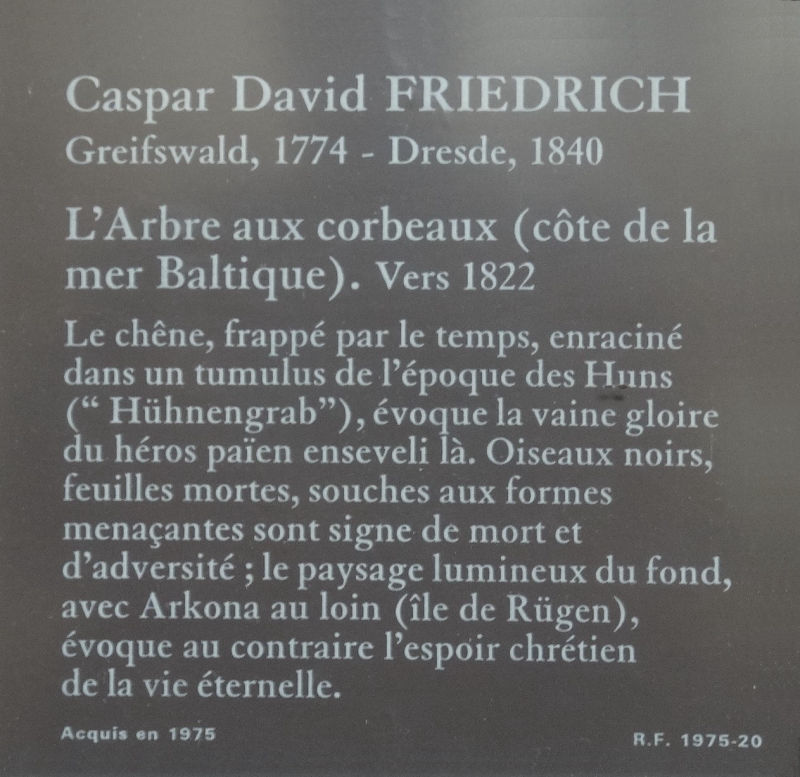 Caspar David FRIEDRICH
Greifswald, 1774 - Dresde, 1840
L'Arbre aux corbeaux (côte de la
mer Baltique). Vers 1822
Le chêne, frappé par le temps, enraciné
dans un tumulus de l'époque des Huns
(“ Hühnengrab”), évoque la vaine gloire
du héros païen enseveli là. Oiseaux noirs,
feuilles mortes, souches aux formes
menaçantes sont signe de mort et
d'adversité ; le paysage lumineux du fond,
avec Arkona au loin (île de Rügen),
évoque au contraire l'espoir chrétien
de la vie éternelle.
Acquis en 1975
R.F. 1975-20